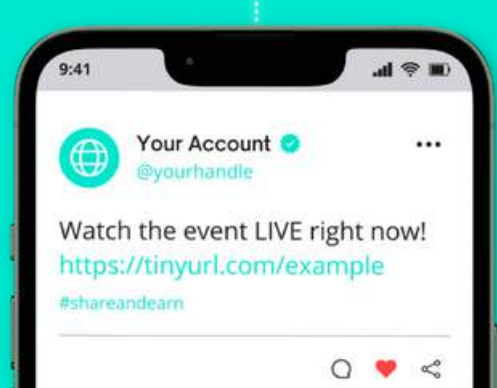 9:41
Your Account
@yourhandle
Watch the event LIVE right now!
https://tinyurl.com/example
#shareandearn